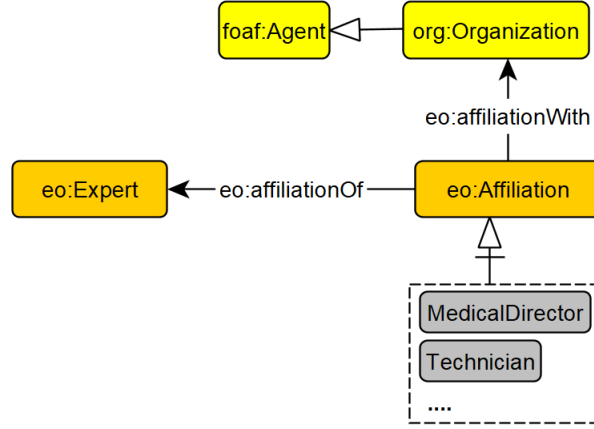 foaf:Agent
org:Organization
eo:affiliationWith
eo:Expert
eo:affiliationOf
eo:Affiliation
MedicalDirector
Technician
....